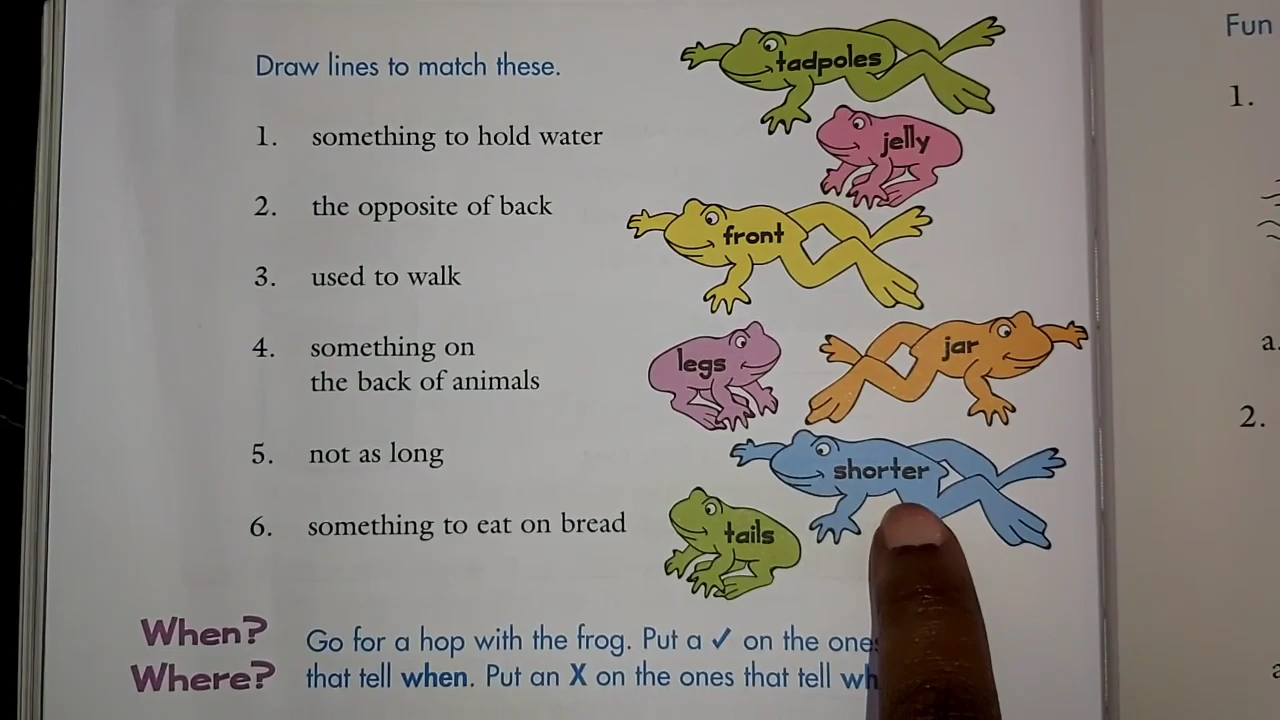 Draw lines to match these.
1. something to hold water
2. the opposite of back
3. used to walk
4. something on
the back of animals
5. not as long
6. something to eat on bread
tadpoles
jelly
front
legs
jar
shorter
tails
When?
Where?
Go for a hop with the frog. Put a ✓ on the
that tell when. Put an X on the ones that tell
Fun
1.
a.
2.